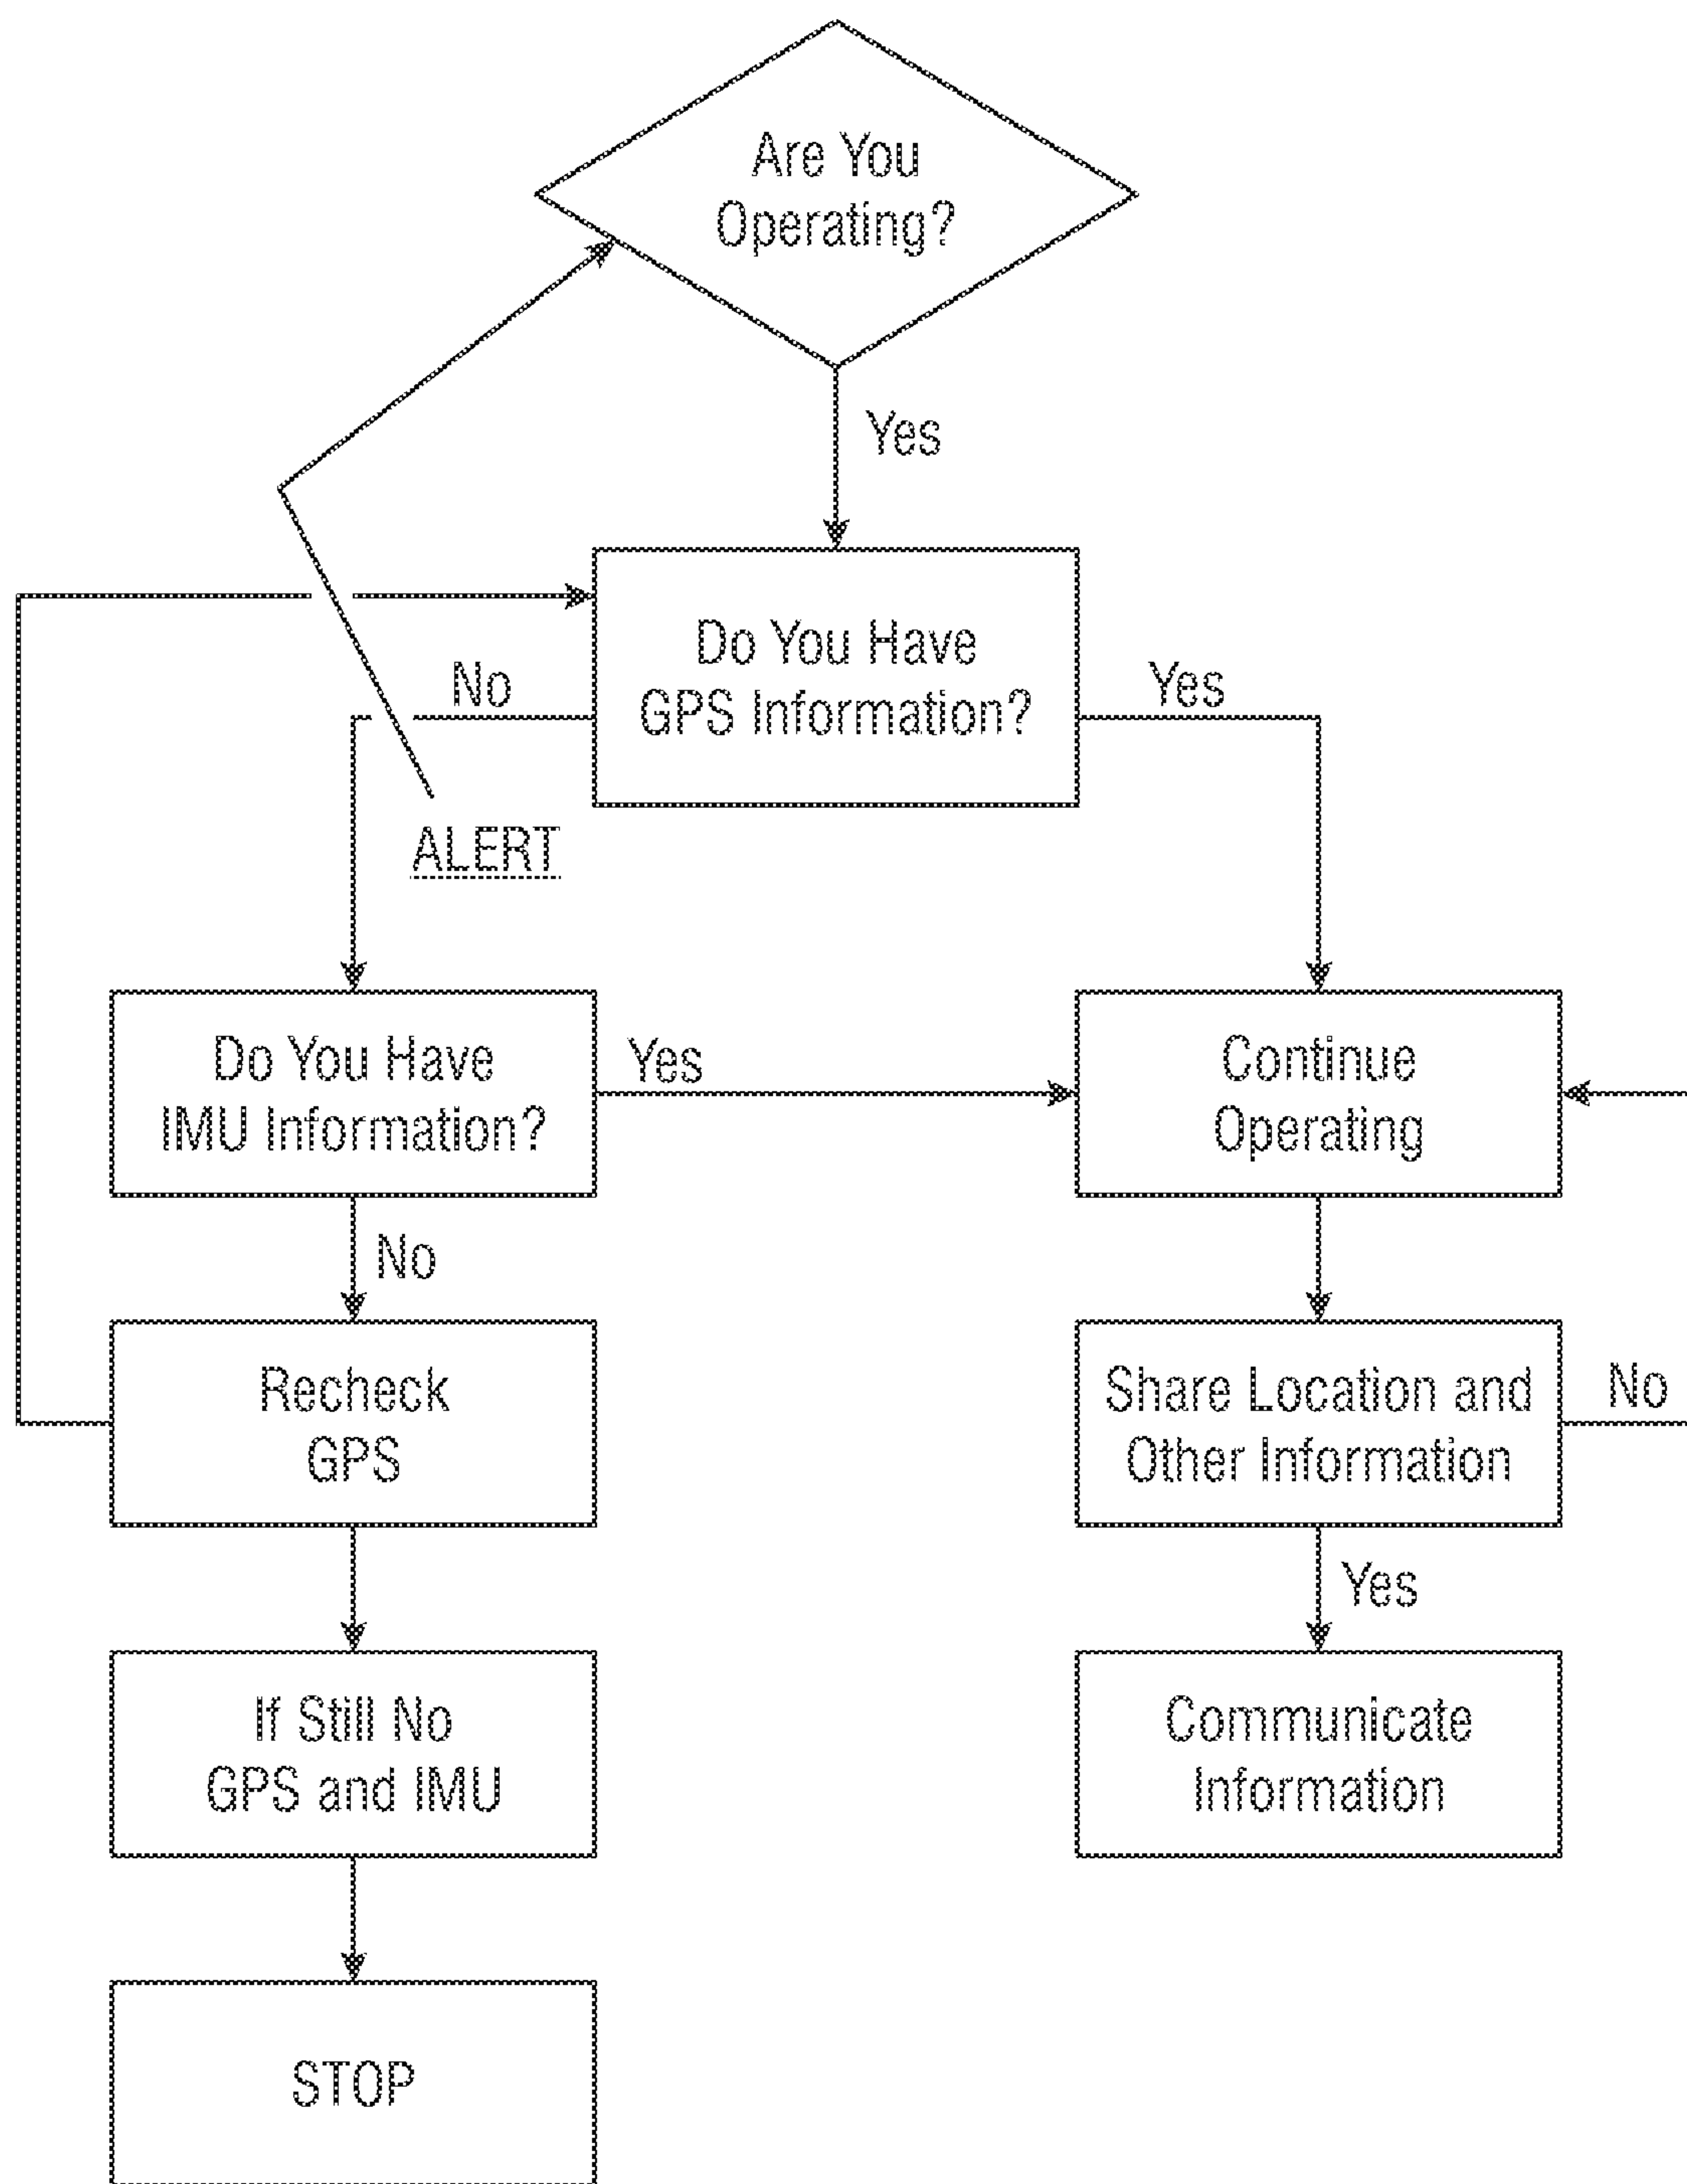 Are You
Operating?
Yes
Do You Have
GPS Information?
No
Yes
ALERT
Do You Have
IMU Information?
Yes
Continue
Operating
No
Recheck
GPS
Share Location and
Other Information
No
Yes
If Still No
GPS and IMU
Communicate
Information
STOP